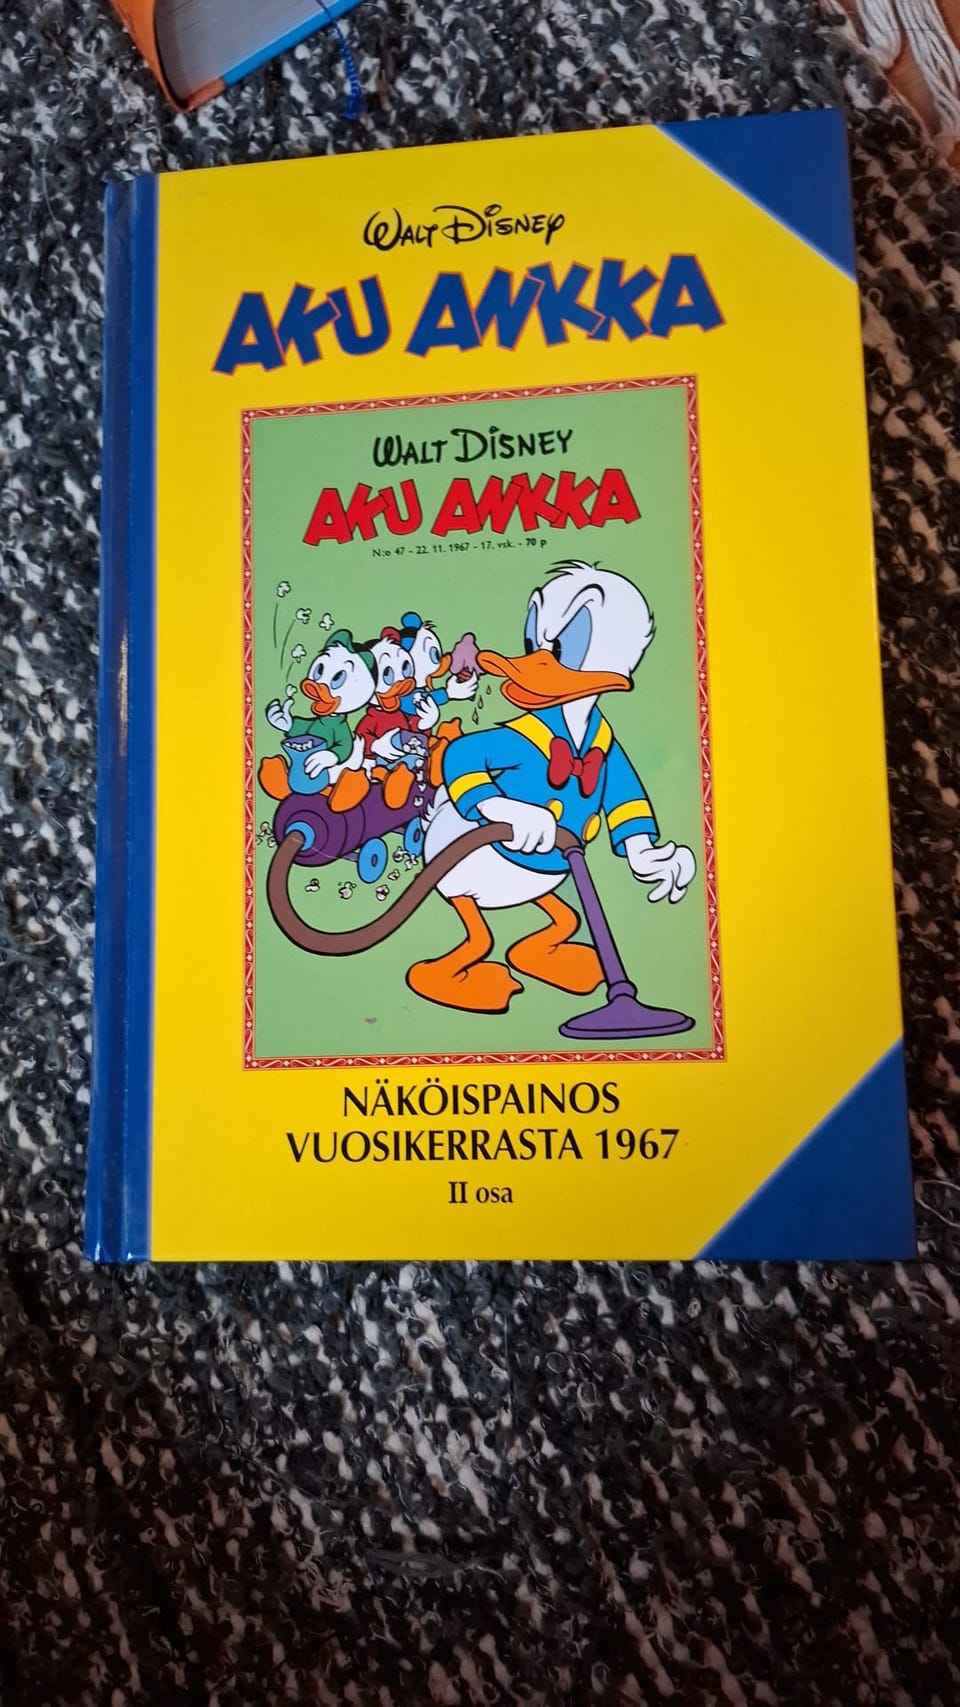 WALT DISNEY
AKU ANKKA
WALT DISNEY
AKU ANKKA
N:o 47 - 22. 11. 1967 - 17. vsk. - 70 p
NÄKÖISPAINOS
VUOSIKERRASTA 1967
II osa